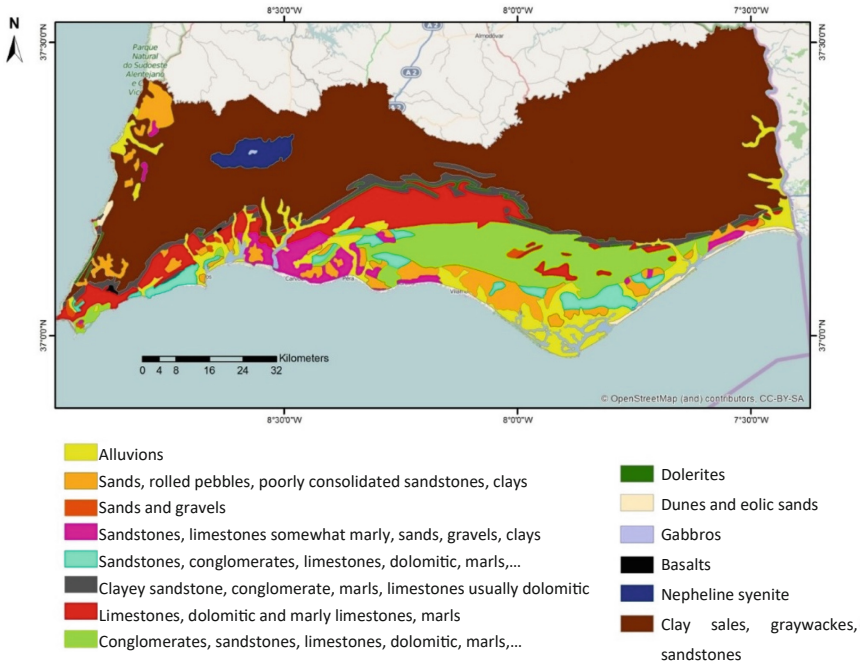 N
8°30'0"W
8°0'0"W
7°30'0"W
37°30'0"N
37°30'0"N
Parque
Natural
do Sudoeste
Alentejano
e C
Vic
Almodôvar
A 2
A 2
37°0'0"N
37°0'0"N
Kilometers
0 4 8 16 24 32
© OpenStreetMap (and) contributors, CC-BY-SA
8°30'0"W
8°0'0"W
7°30'0"W
Alluvions
Sands, rolled pebbles, poorly consolidated sandstones, clays
Sands and gravels
Sandstones, limestones somewhat marly, sands, gravels, clays
Sandstones, conglomerates, limestones, dolomitic, marls,...
Clayey sandstone, conglomerate, marls, limestones usually dolomitic
Limestones, dolomitic and marly limestones, marls
Conglomerates, sandstones, limestones, dolomitic, marls,...
Dolerites
Dunes and eolic sands
Gabbros
Basalts
Nepheline syenite
Clay sales, graywackes,
sandstones